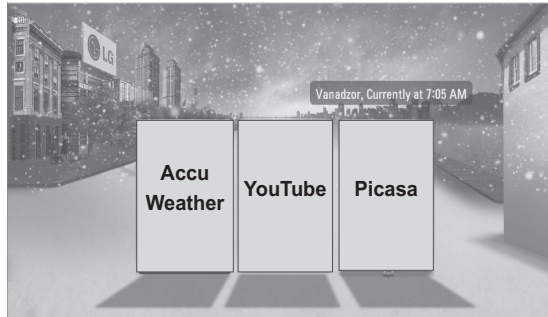 LG
Vanadzor, Currently at 7:05 AM
Accu
Weather
YouTube
Picasa